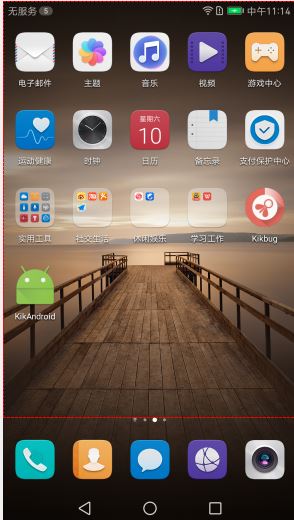 无服务 5 中午11:14
电子邮件 主题 音乐 视频 游戏中心
星期六
10
运动健康 时钟 日历 备忘录 支付保护中心
实用工具 社交生活 休闲娱乐 学习工作 Kikbug
KikAndroid